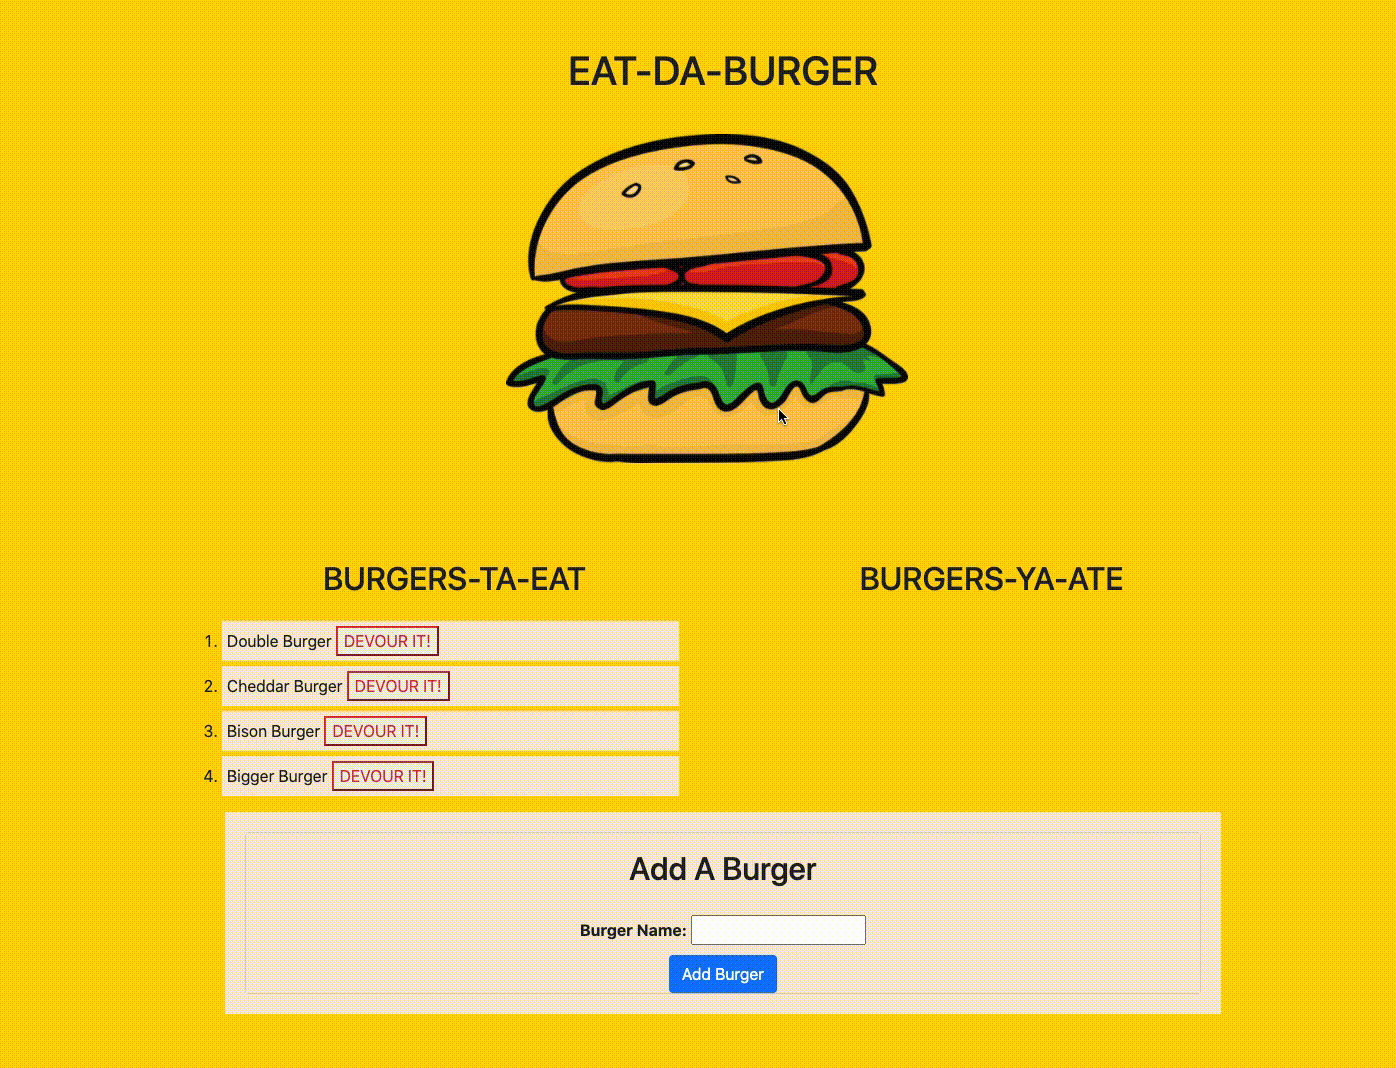 EAT-DA-BURGER
BURGERS-TA-EAT
BURGERS-YA-ATE
1. Double Burger DEVOUR IT!
2. Cheddar Burger DEVOUR IT!
3. Bison Burger DEVOUR IT!
4. Bigger Burger DEVOUR IT!
Add A Burger
Burger Name:
Add Burger